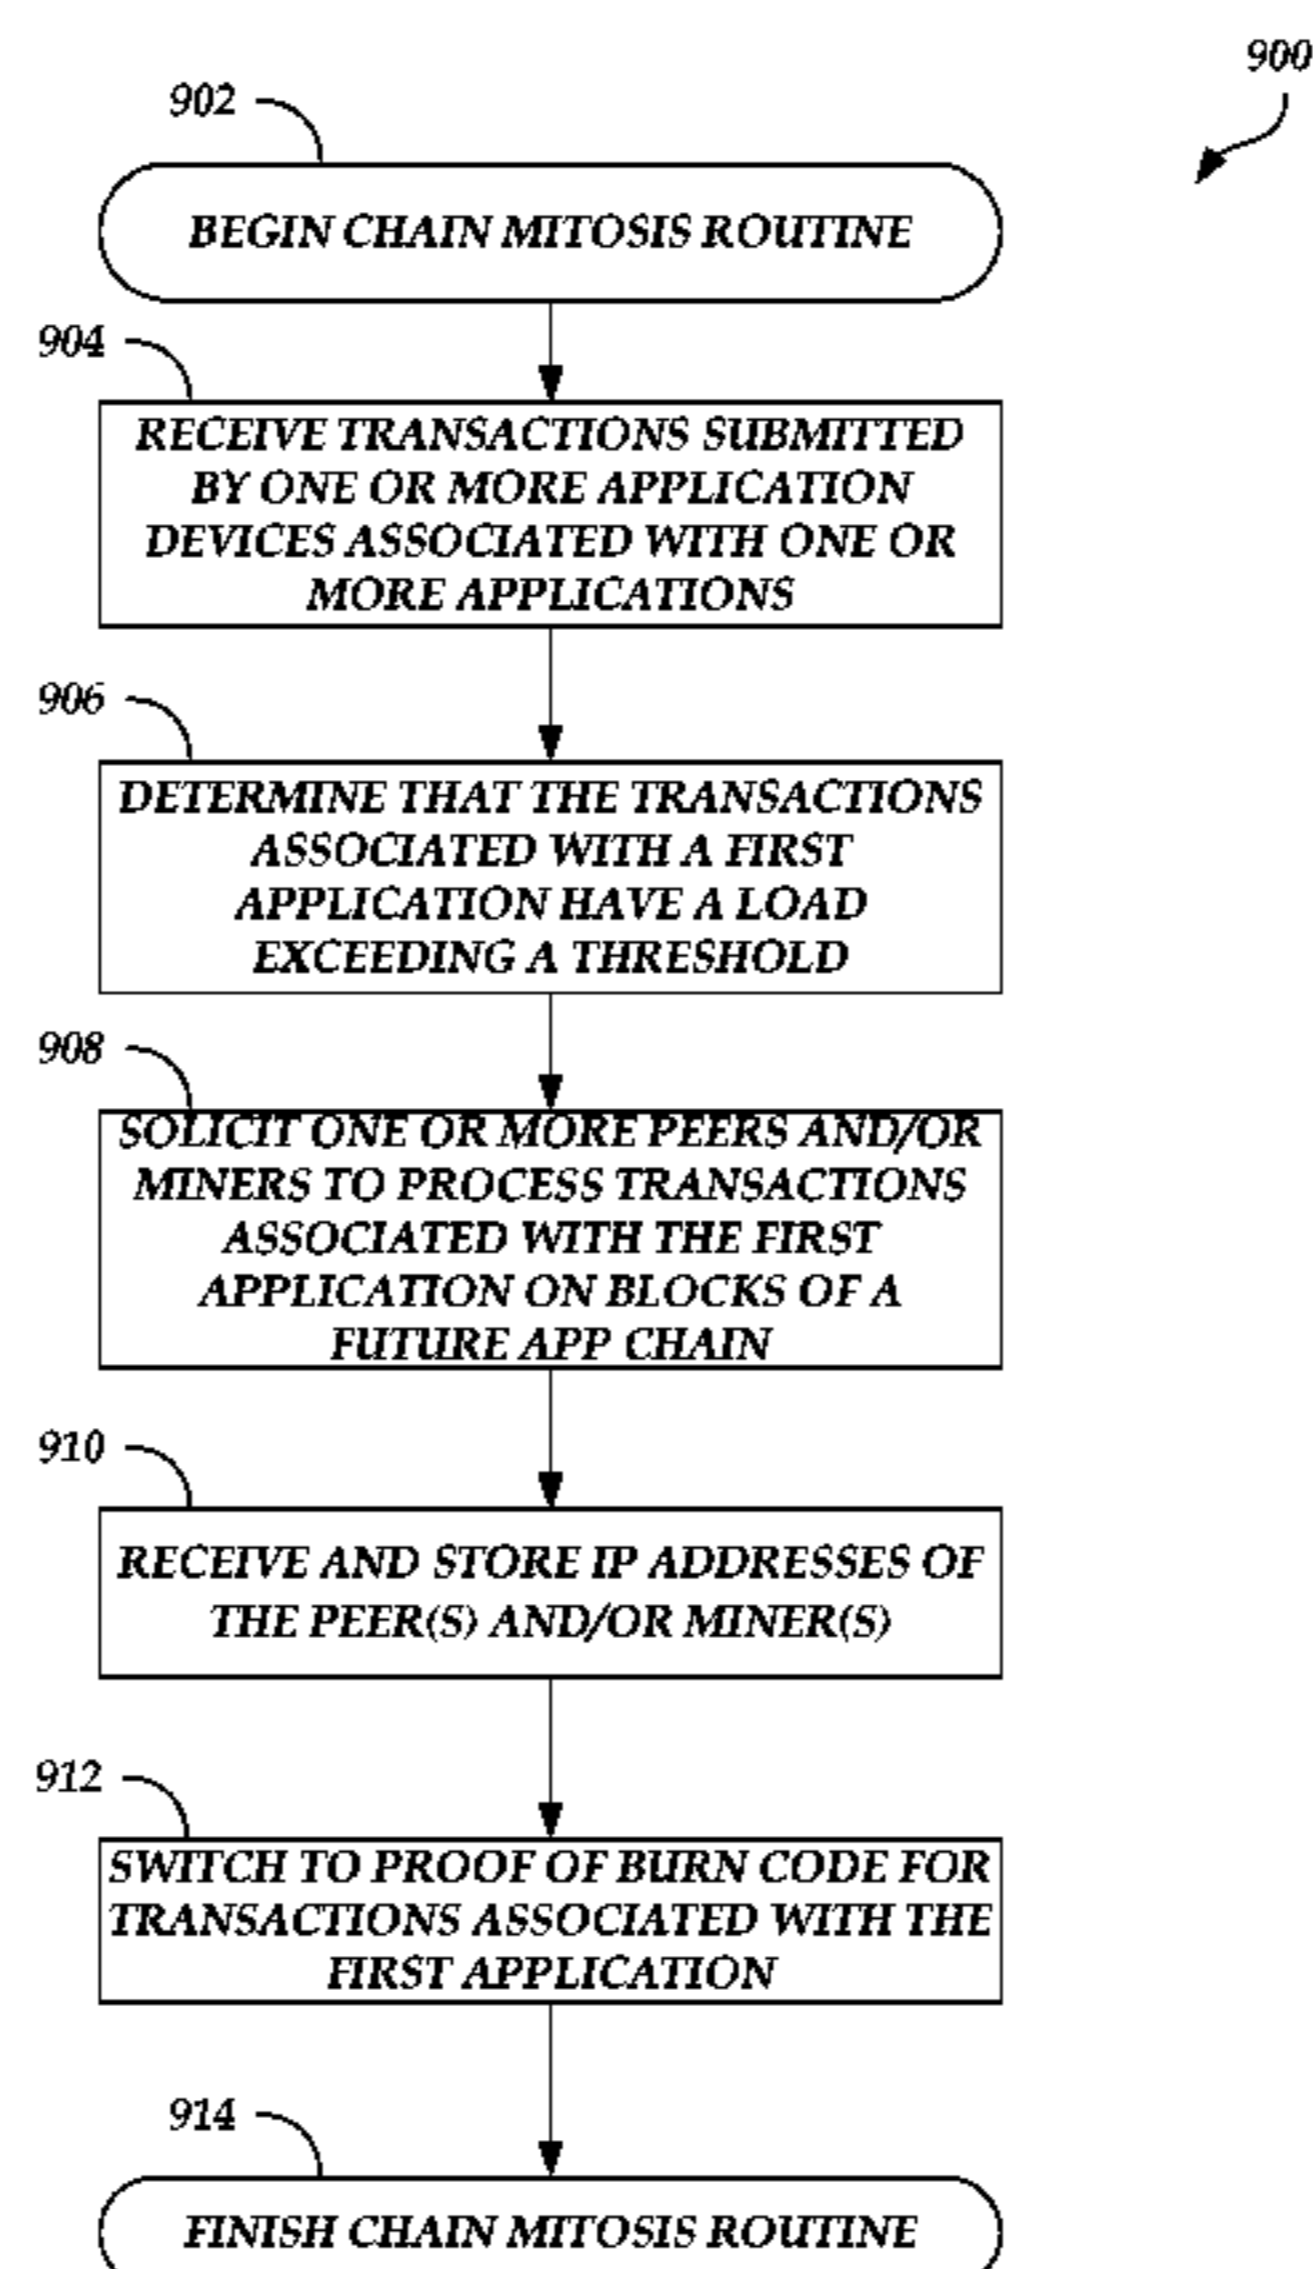 900
902
BEGIN CHAIN MITOSIS ROUTINE
904
RECEIVE TRANSACTIONS SUBMITTED
BY ONE OR MORE APPLICATION
DEVICES ASSOCIATED WITH ONE OR
MORE APPLICATIONS
906
DETERMINE THAT THE TRANSACTIONS
ASSOCIATED WITH A FIRST
APPLICATION HAVE A LOAD
EXCEEDING A THRESHOLD
908
SOLICIT ONE OR MORE PEERS AND/OR
MINERS TO PROCESS TRANSACTIONS
ASSOCIATED WITH THE FIRST
APPLICATION ON BLOCKS OF A
FUTURE APP CHAIN
910
RECEIVE AND STORE IP ADDRESSES OF
THE PEER(S) AND/OR MINER(S)
912
SWITCH TO PROOF OF BURN CODE FOR
TRANSACTIONS ASSOCIATED WITH THE
FIRST APPLICATION
914
FINISH CHAIN MITOSIS ROUTINE